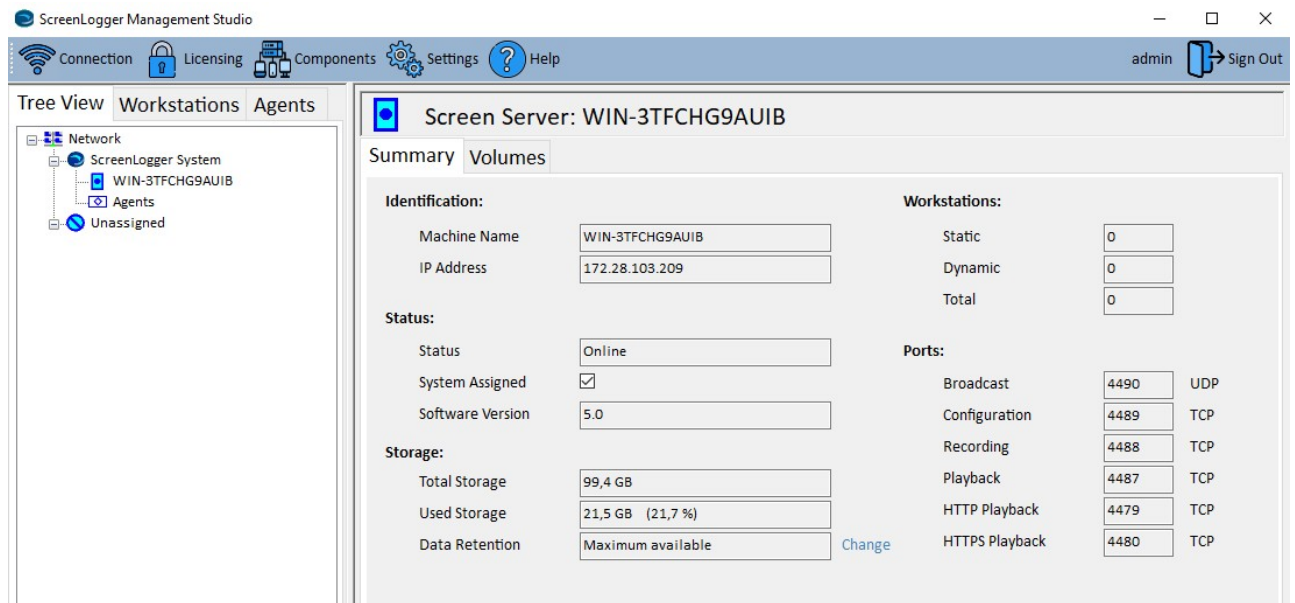 ScreenLogger Management Studio
Connection Licensing Components Settings ? Help admin Sign Out
Tree View Workstations Agents
Network
ScreenLogger System
WIN-3TFCHG9AUIB
Agents
Unassigned
Screen Server: WIN-3TFCHG9AUIB
Summary Volumes
Identification:
Machine Name WIN-3TFCHG9AUIB
IP Address 172.28.103.209
Status:
Status Online
System Assigned
Software Version 5.0
Storage:
Total Storage 99,4 GB
Used Storage 21,5 GB (21,7 %)
Data Retention Maximum available Change
Workstations:
Static 0
Dynamic 0
Total 0
Ports:
Broadcast 4490 UDP
Configuration 4489 TCP
Recording 4488 TCP
Playback 4487 TCP
HTTP Playback 4479 TCP
HTTPS Playback 4480 TCP